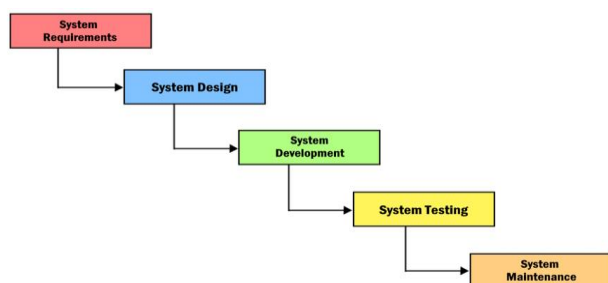 System
Requirements
System Design
System
Development
System Testing
System
Maintenance